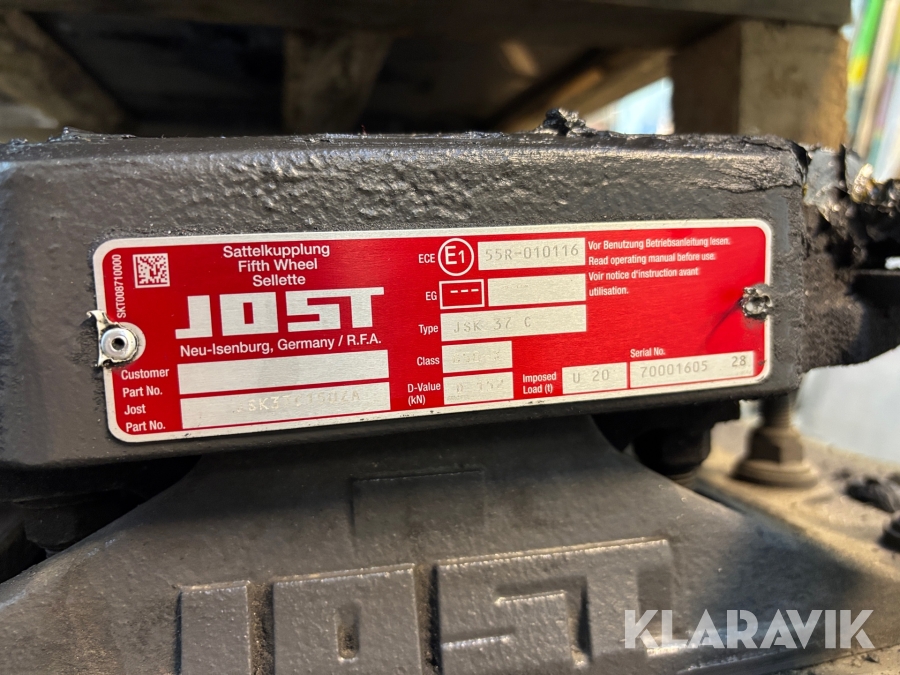 SKT008710000
Sattelkupplung
Fifth Wheel
Sellette
JOST
Neu-Isenburg, Germany / R.F.A.
Customer
Part No.
Jost
Part No.
ECE E1 55R-010116
EG ---
Type JSK 37 C
Class
D-Value
(kN)
Imposed
Load (t) U 20
Serial No.
70001605 28
Vor Benutzung Betriebsanleitung lesen.
Read operating manual before use.
Voir notice d'instruction avant
utilisation.
JOST
KLARAVIK